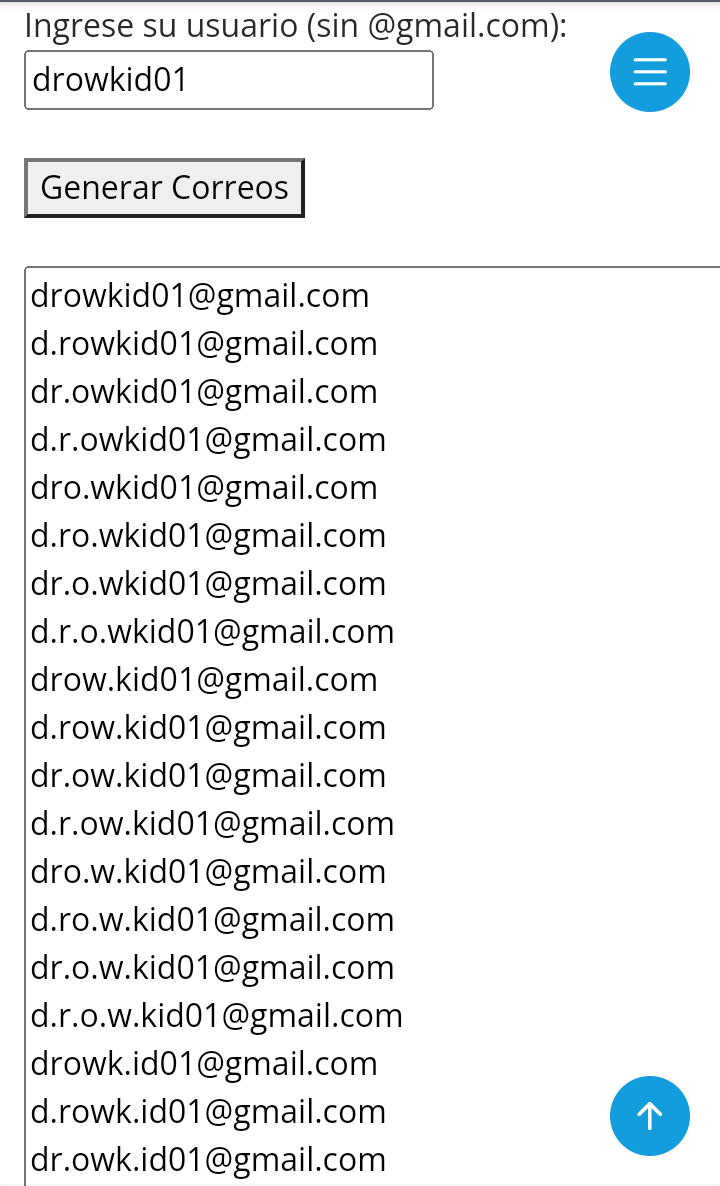 Ingrese su usuario (sin @gmail.com):
drowkid01
Generar Correos
drowkid01@gmail.com
d.rowkid01@gmail.com
dr.owkid01@gmail.com
d.r.owkid01@gmail.com
dro.wkid01@gmail.com
d.ro.wkid01@gmail.com
dr.o.wkid01@gmail.com
d.r.o.wkid01@gmail.com
drow.kid01@gmail.com
d.row.kid01@gmail.com
dr.ow.kid01@gmail.com
d.r.ow.kid01@gmail.com
dro.w.kid01@gmail.com
d.ro.w.kid01@gmail.com
dr.o.w.kid01@gmail.com
d.r.o.w.kid01@gmail.com
drowk.id01@gmail.com
d.rowk.id01@gmail.com
dr.owk.id01@gmail.com